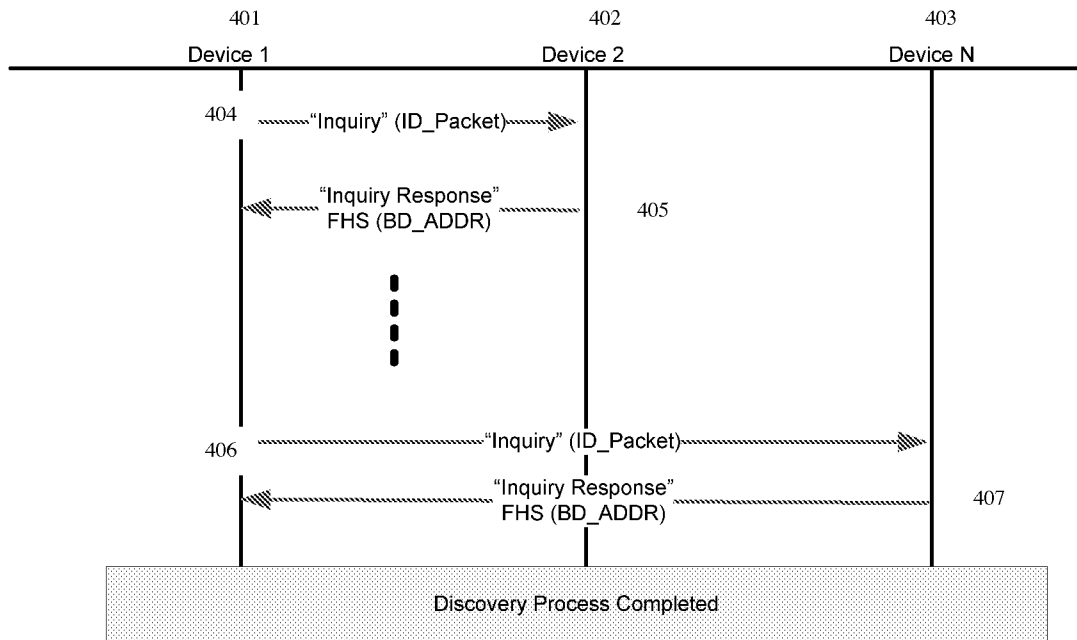 401 402 403
Device 1 Device 2 Device N
404 "Inquiry" (ID_Packet)
"Inquiry Response"
FHS (BD_ADDR) 405
406 "Inquiry" (ID_Packet)
"Inquiry Response"
FHS (BD_ADDR) 407
Discovery Process Completed